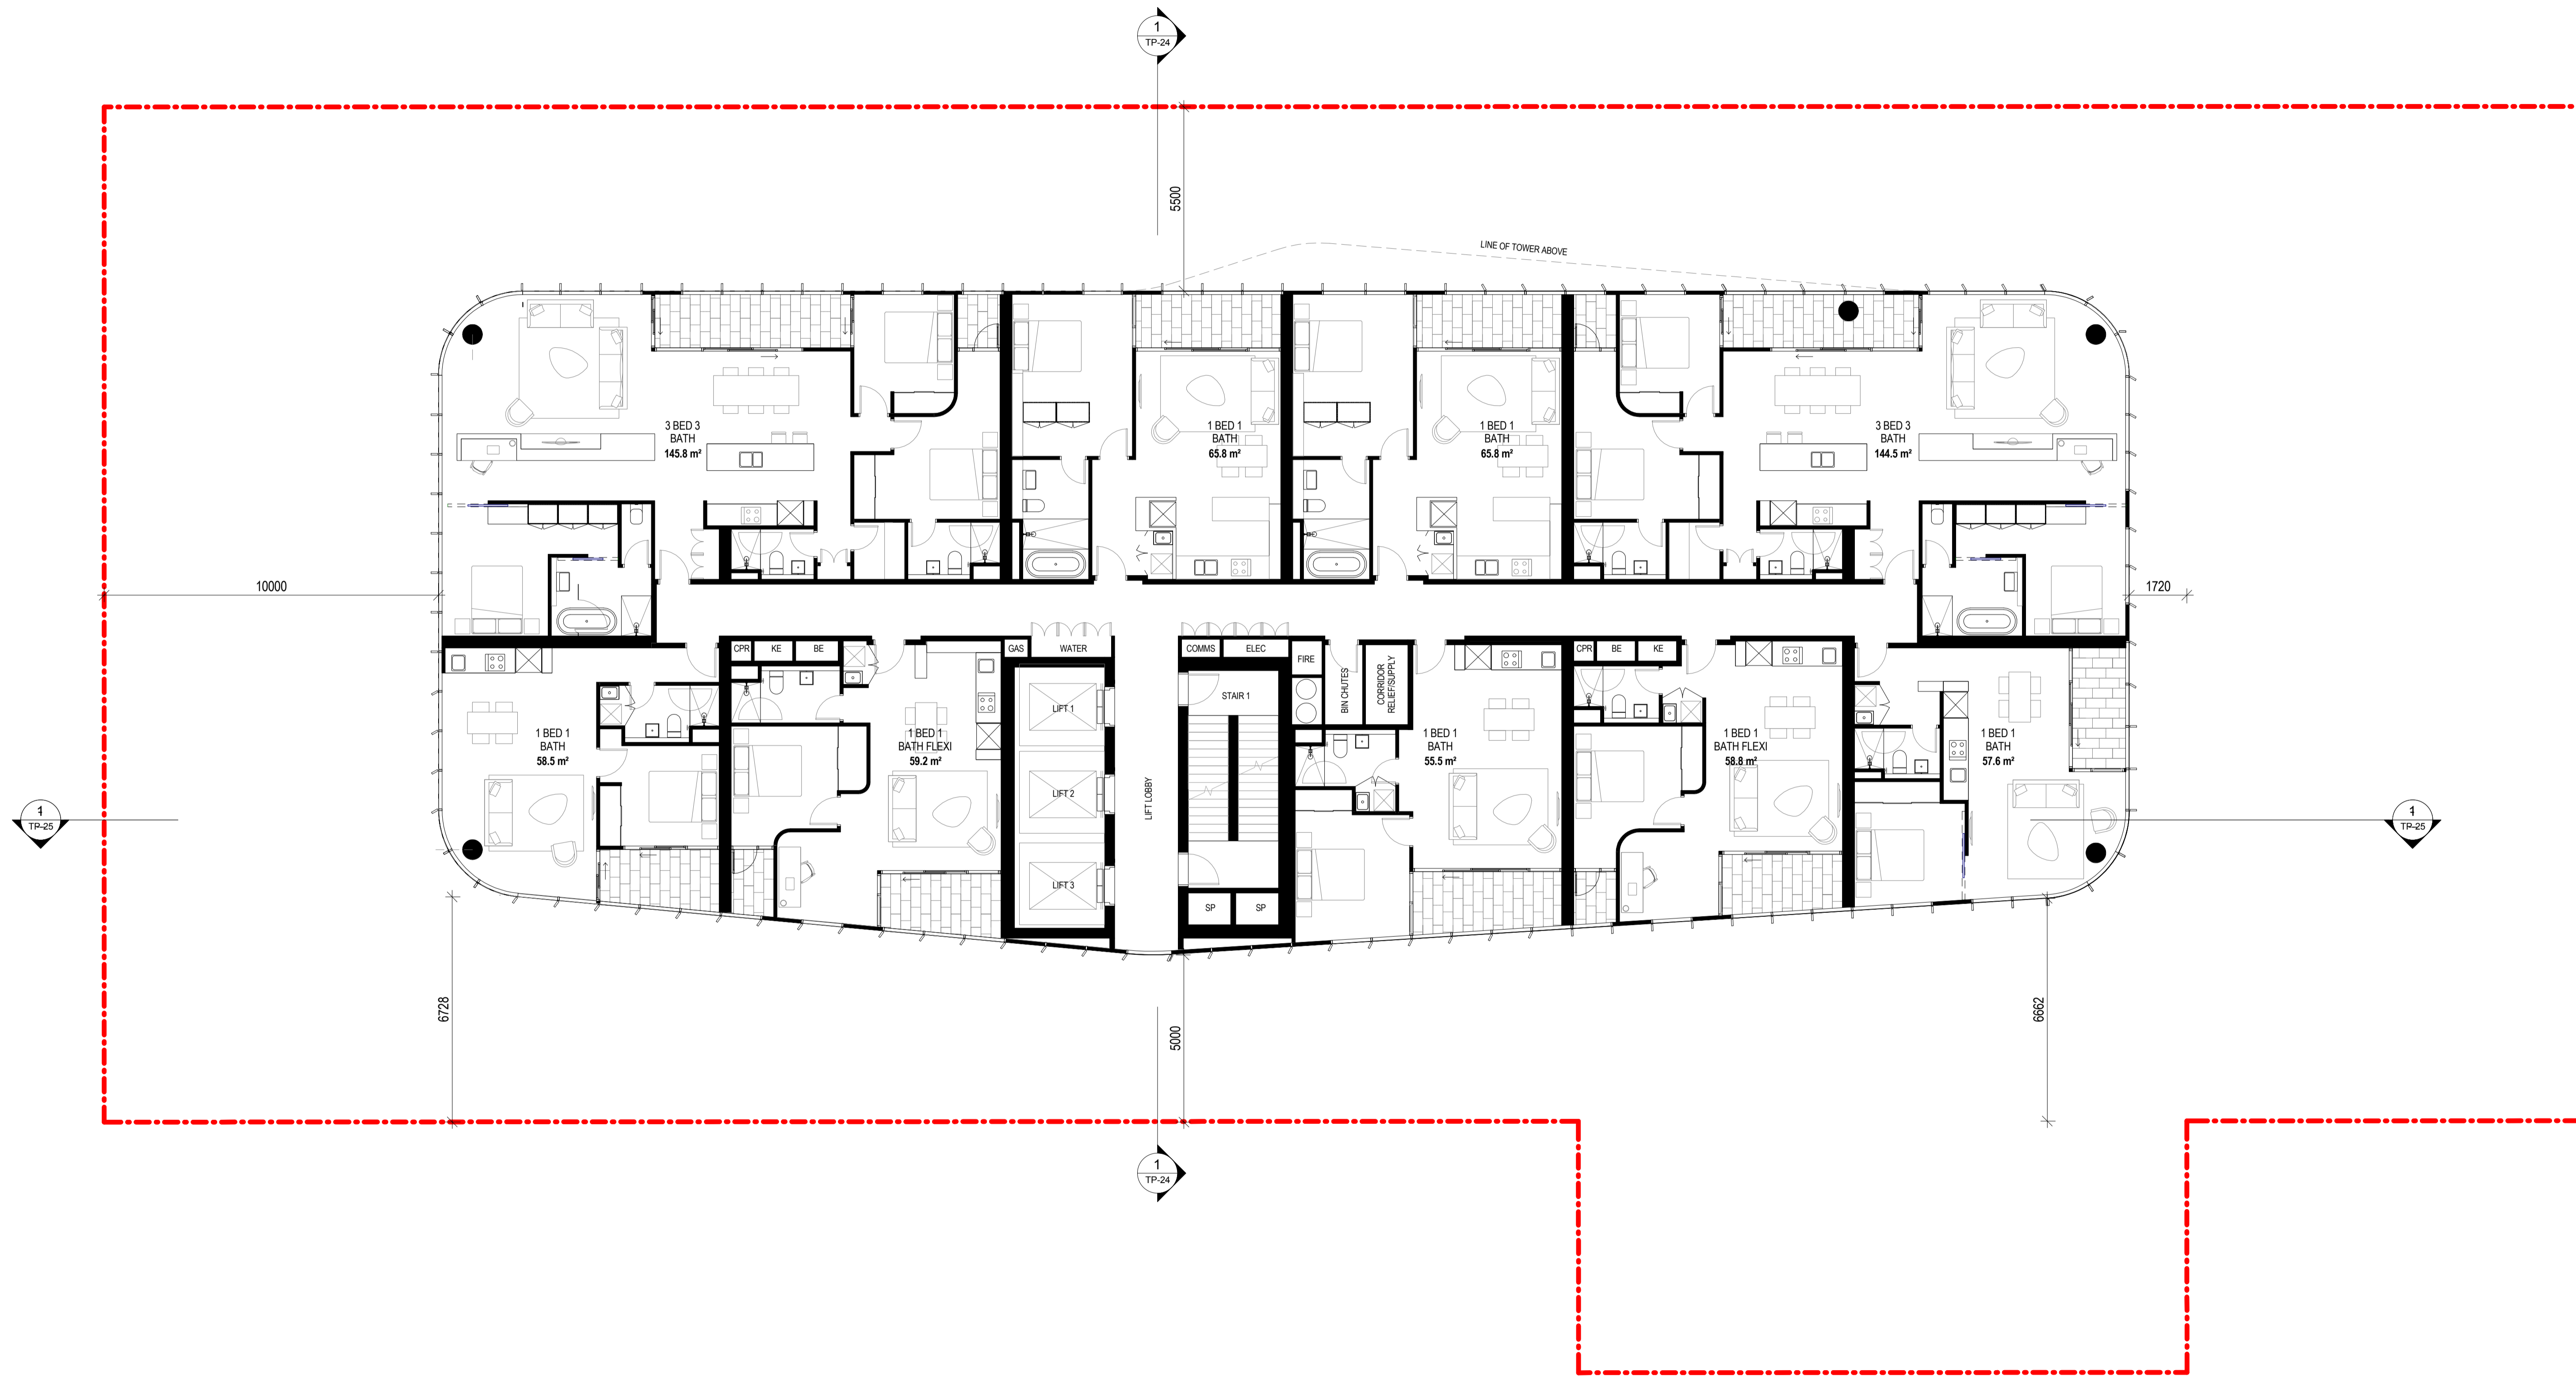 1
TP-24
5500
LINE OF TOWER ABOVE
3 BED 3
BATH
145.8 m²
1 BED 1
BATH
65.8 m²
1 BED 1
BATH
65.8 m²
3 BED 3
BATH
144.5 m²
10000
1720
CPR
KE
BE
GAS
WATER
COMMS
ELEC
FIRE
BIN CHUTES
CORRIDOR
RELIEF/SUPPLY
CPR
BE
KE
STAIR 1
LIFT 1
LIFT 2
LIFT 3
LIFT LOBBY
SP
SP
1 BED 1
BATH
58.5 m²
1 BED 1
BATH FLEXI
59.2 m²
1 BED 1
BATH
55.5 m²
1 BED 1
BATH FLEXI
58.8 m²
1 BED 1
BATH
57.6 m²
1
TP-25
1
TP-25
6728
5000
6662
1
TP-24